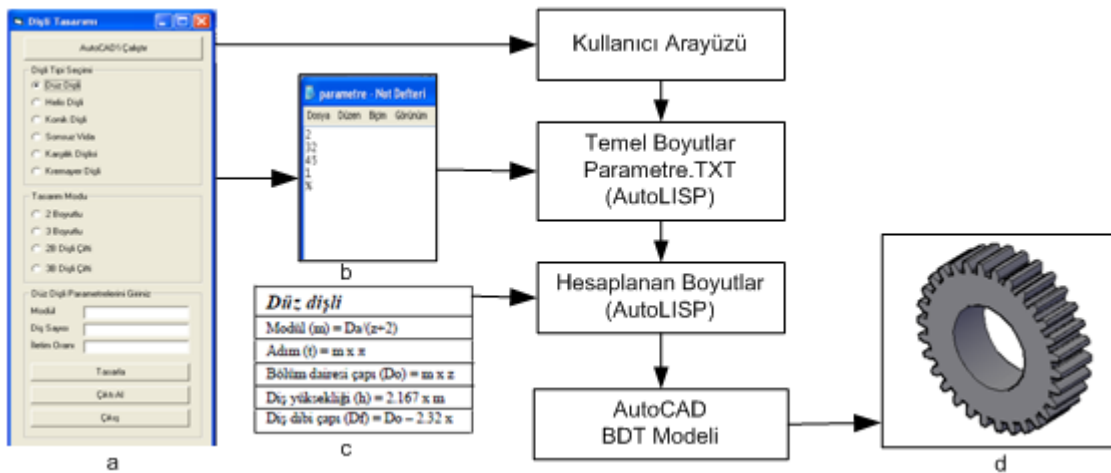 Dişli Tasarımı
AutoCAD'i Çalıştır
Dişli Tipi Seçimi
Düz Dişli
Helis Dişli
Konik Dişli
Sonsuz Vida
Karşılık Dişlisi
Kremayer Dişli
Tasarım Modu
2 Boyutlu
3 Boyutlu
2B Dişli Çifti
3B Dişli Çifti
Düz Dişli Parametrelerini Giriniz
Modül
Diş Sayısı
İletim Oranı
Tasarla
Çıktı Al
Çıkış
a
parametre - Not Defteri
Dosya Düzen Biçim Görünün
2
32
45
1
%
b
Düz dişli
Modül (m) = Da/(z+2)
Adım (t) = m x π
Bölüm dairesi çapı (Do) = m x z
Diş yüksekliği (h) = 2.167 x m
Diş dibi çapı (Df) = Do – 2.32 x
c
Kullanıcı Arayüzü
Temel Boyutlar
Parametre.TXT
(AutoLISP)
Hesaplanan Boyutlar
(AutoLISP)
AutoCAD
BDT Modeli
d